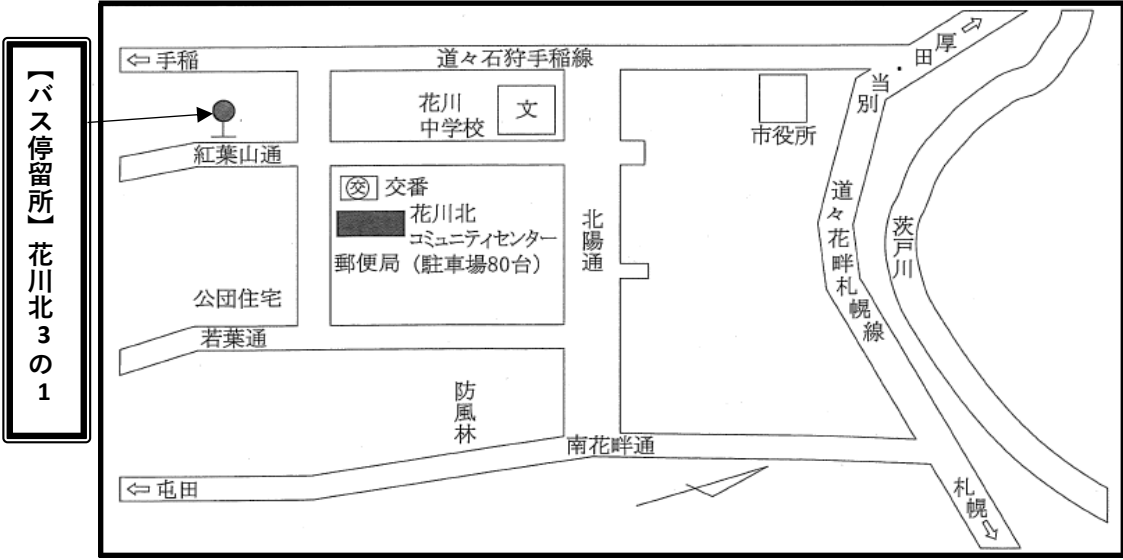 【バス停留所】花川北3の1
⇦手稲
道々石狩手稲線
当別・厚田⇨
花川
中学校
文
市役所
紅葉山通
交 交番
花川北
コミュニティセンター
郵便局(駐車場80台)
北陽通
道々花畔札幌線
茨戸川
公団住宅
若葉通
防風林
南花畔通
⇦屯田
札幌⇨